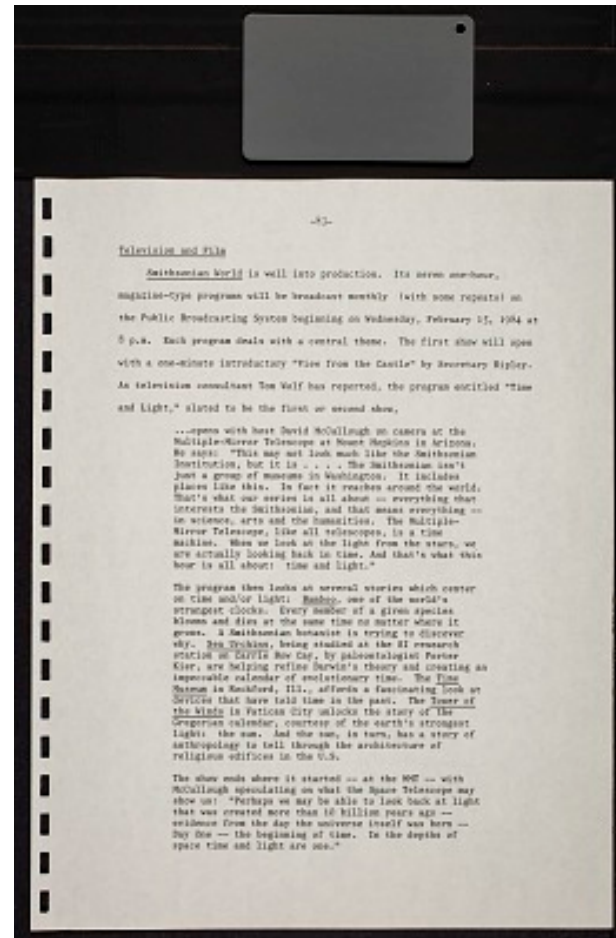 -83-
Television and Film
Smithsonian World is well into production. Its seven one-hour,
magazine-type programs will be broadcast monthly (with some repeats) on
the Public Broadcasting System beginning on Wednesday, February 15, 1984 at
8 p.m. Each program deals with a central theme. The first show will open
with a one-minute introductory "View from the Castle" by Secretary Ripley.
As television consultant Tom Wolf has reported, the program entitled "Time
and Light," slated to be the first or second show,
...opens with host David McCullough on camera at the
Multiple-Mirror Telescope at Mount Hopkins in Arizona.
He says: "This may not look much like the Smithsonian
Institution, but it is . . . . The Smithsonian isn't
just a group of museums in Washington. It includes
places like this. In fact it reaches around the world.
That's what our series is all about -- everything that
interests the Smithsonian, and that means everything --
in science, arts and the humanities. The Multiple-
Mirror Telescope, like all telescopes, is a time
machine. When we look at the light from the stars, we
are actually looking back in time. And that's what this
hour is all about: time and light."
The program then looks at several stories which center
on time and/or light: Bamboo, one of the world's
strangest clocks. Every member of a given species
blooms and dies at the same time no matter where it
grows. A Smithsonian botanist is trying to discover
why. Sea Urchins, being studied at the SI research
station on Carrie Bow Cay, by paleontologist Porter
Kier, are helping refine Darwin's theory and creating an
impeccable calendar of evolutionary time. The Time
Museum in Rockford, Ill., affords a fascinating look at
devices that have told time in the past. The Tower of
the Winds in Vatican City unlocks the story of the
Gregorian calendar, courtesy of the earth's strongest
light: the sun. And the sun, in turn, has a story of
anthropology to tell through the architecture of
religious edifices in the U.S.
The show ends where it started -- at the MMT -- with
McCullough speculating on what the Space Telescope may
show us: "Perhaps we may be able to look back at light
that was created more than 10 billion years ago --
evidence from the day the universe itself was born --
Day One -- the beginning of time. In the depths of
space time and light are one."